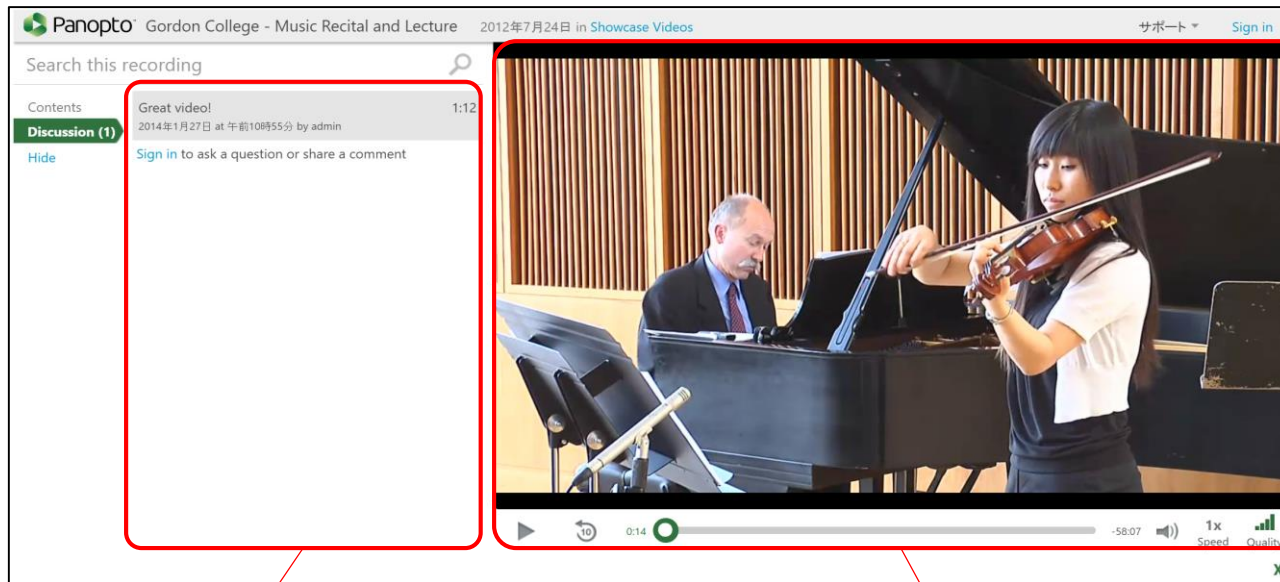 Panopto Gordon College - Music Recital and Lecture 2012年7月24日 in Showcase Videos サポート Sign in
Search this recording
Contents
Discussion (1)
Hide
Great video! 1:12
2014年1月27日 at 午前10時55分 by admin
Sign in to ask a question or share a comment
10 0:14 -58:07 1x
Speed Quality